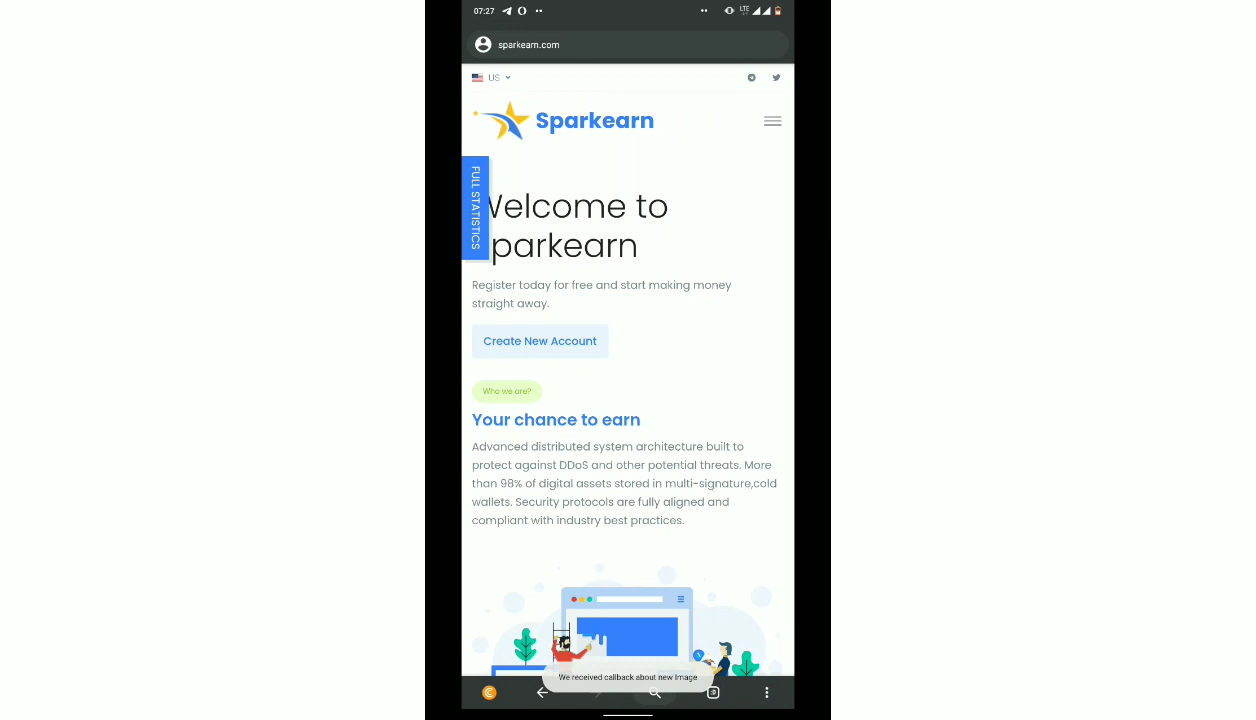 07:27
LTE
sparkearn.com
US
Sparkearn
FULL STATISTICS
Welcome to
parkearn
Register today for free and start making money
straight away.
Create New Account
Who we are?
Your chance to earn
Advanced distributed system architecture built to
protect against DDoS and other potential threats. More
than 98% of digital assets stored in multi-signature,cold
wallets. Security protocols are fully aligned and
compliant with industry best practices.
We received callback about new Image